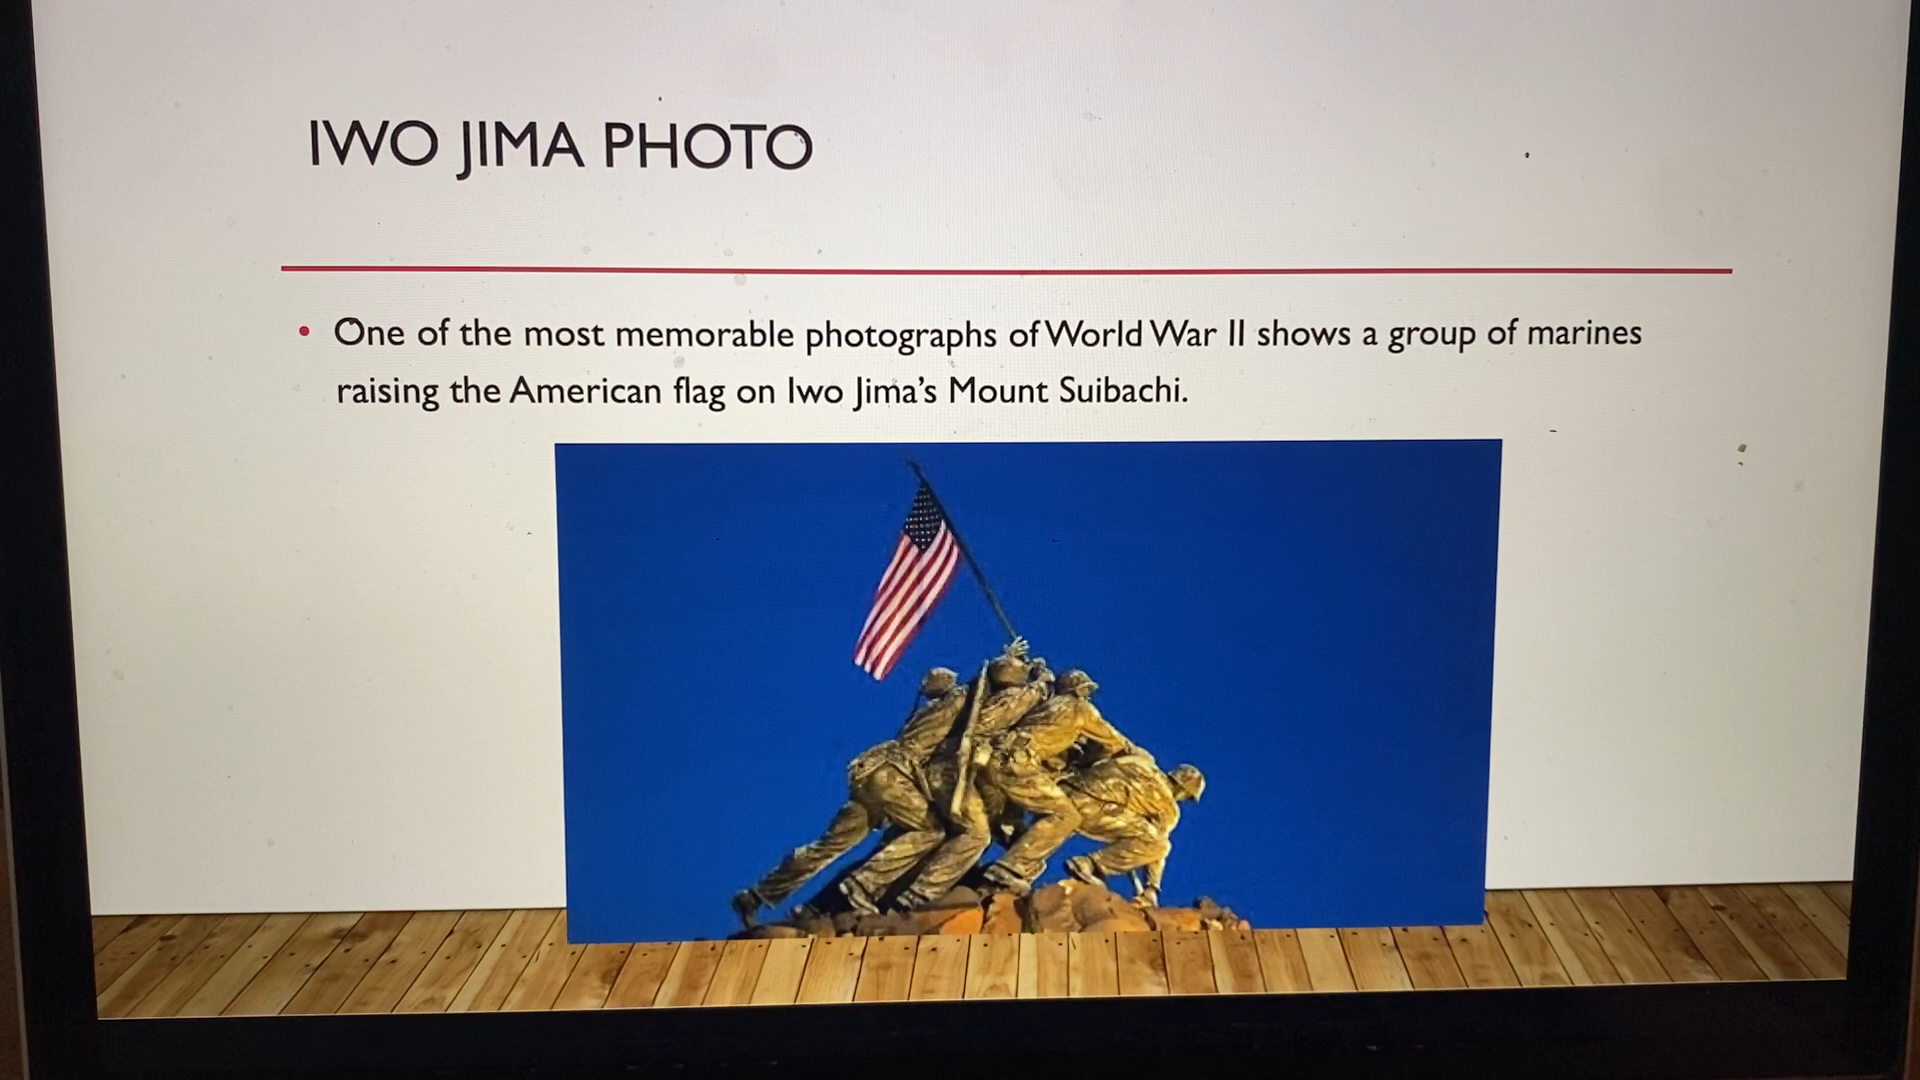 IWO JIMA PHOTO
• One of the most memorable photographs of World War II shows a group of marines
raising the American flag on Iwo Jima’s Mount Suibachi.